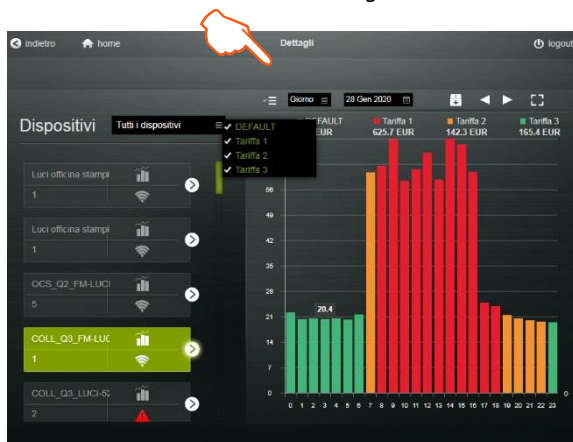 indietro home Dettagli logout
Giorno 28 Gen 2020
Dispositivi Tutti i dispositivi
DEFAULT
Tariffa 1
Tariffa 2
Tariffa 3
DEFAULT Tariffa 1 Tariffa 2 Tariffa 3
EUR 625.7 EUR 142.3 EUR 165.4 EUR
Luci officina stampi
1
Luci officina stampi
1
OCS_Q2_FM-LUCI
5
COLL_Q3_FM-LUC
1
COLL_Q3_LUCI-52
2
49
42
35
28
21
14
7
0
20.4
0
0 1 2 3 4 5 6 7 8 9 10 11 12 13 14 15 16 17 18 19 20 21 22 23